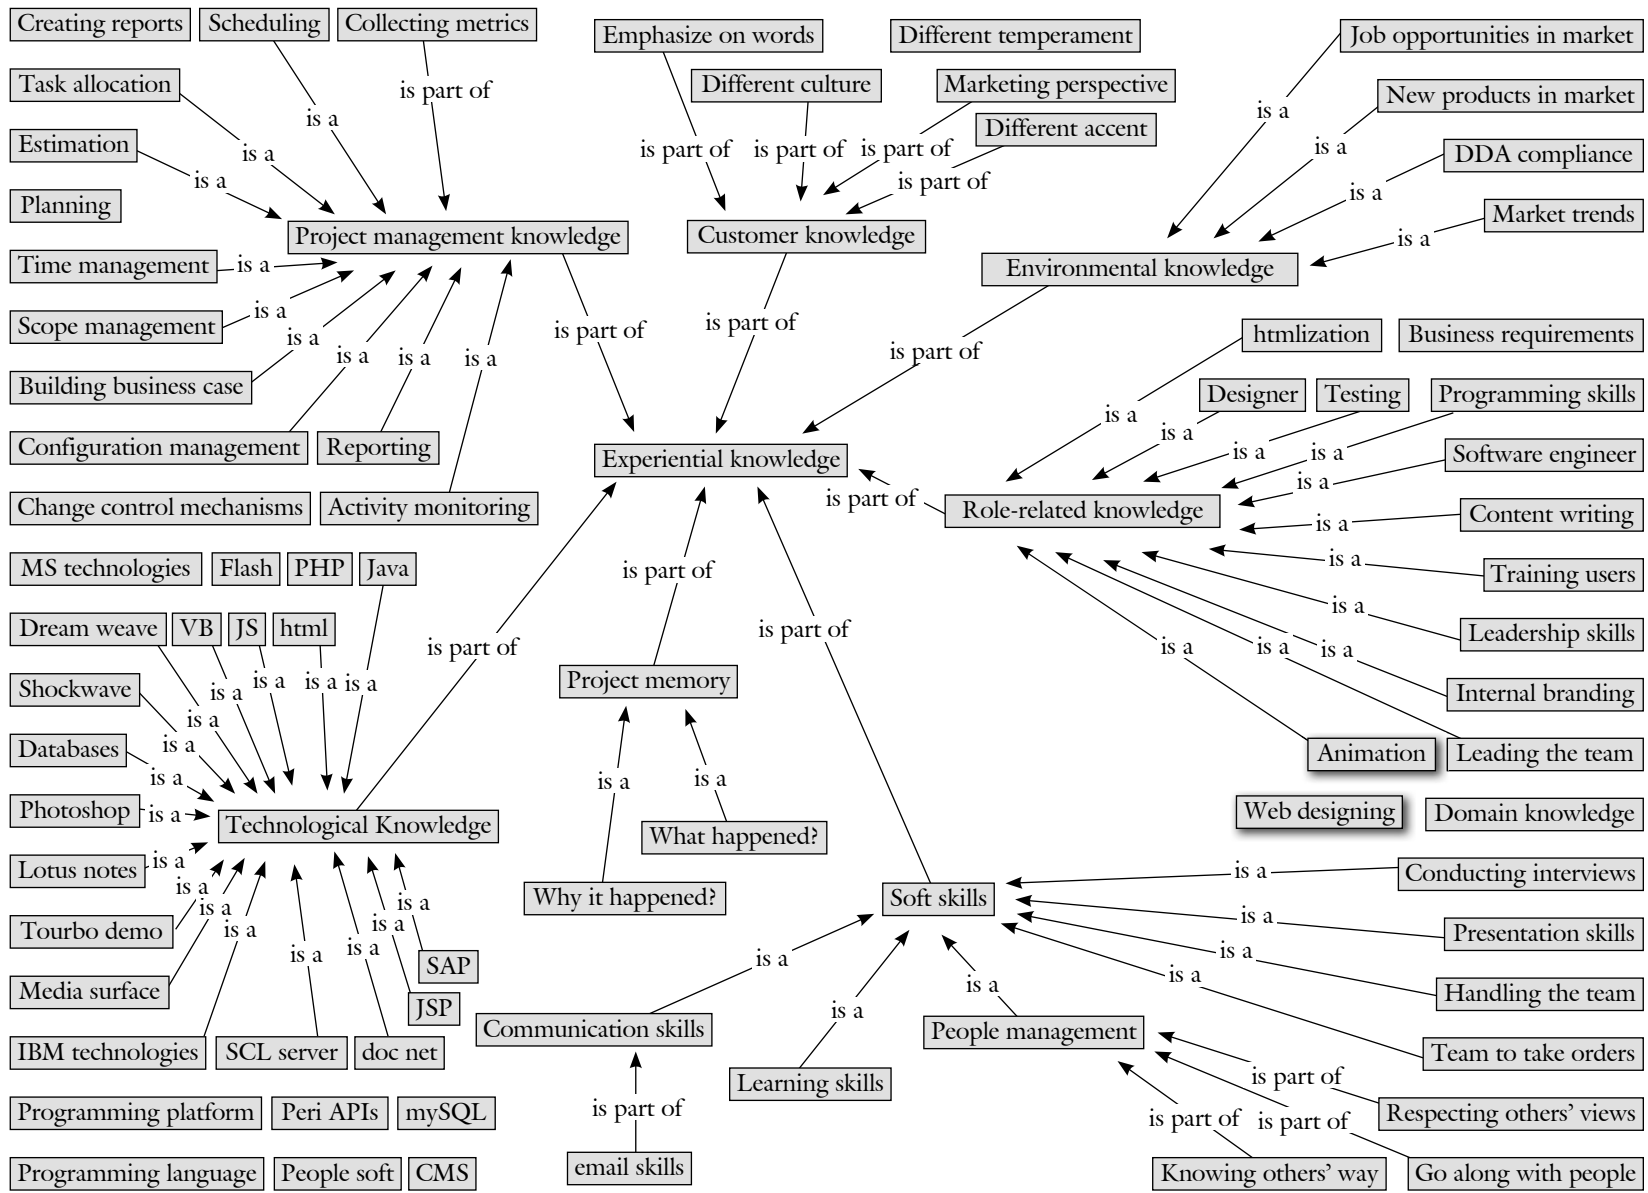 Creating reports
Scheduling
Collecting metrics
Emphasize on words
Different temperament
Job opportunities in market
Task allocation
is part of
Different culture
Marketing perspective
New products in market
is a
is a
Different accent
Estimation
is a
is part of
is part of
is part of
is a
DDA compliance
is a
is part of
is a
Planning
Market trends
Project management knowledge
Customer knowledge
is a
Time management
is a
Environmental knowledge
Scope management
is a
is part of
is part of
htmlization
Business requirements
is a
is a
is a
is a
is part of
Building business case
Designer
Testing
Programming skills
is a
Configuration management
Reporting
is a
is a
is a
Experiential knowledge
Software engineer
is a
is part of
Change control mechanisms
Activity monitoring
Role-related knowledge
Content writing
is a
MS technologies
Flash
PHP
Java
is part of
is a
Training users
Dream weave
VB
JS
html
is part of
is part of
is a
Leadership skills
is a
is a
is a
Shockwave
is a
is a
is a
is a
Project memory
Internal branding
is a
Databases
is a
is a
Animation
Leading the team
is a
is a
is a
Photoshop
is a
Technological Knowledge
What happened?
Web designing
Domain knowledge
Lotus notes
is a
is a
Conducting interviews
is a
Why it happened?
Soft skills
is a
is a
is a
Tourbo demo
is a
is a
is a
is a
Presentation skills
is a
SAP
is a
is a
is a
Media surface
JSP
is a
Handling the team
Communication skills
People management
IBM technologies
SCL server
doc net
Team to take orders
Learning skills
is part of
Programming platform
Peri APIs
mySQL
is part of
is part of
is part of
Respecting others’ views
Programming language
People soft
CMS
email skills
Knowing others’ way
Go along with people